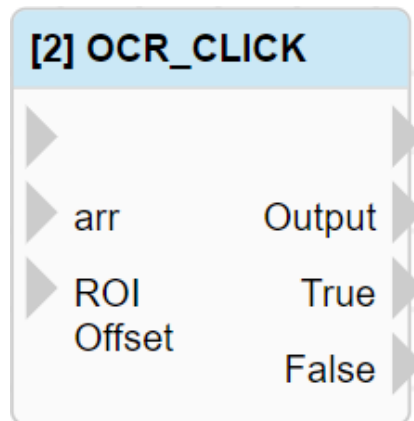 [2] OCR_CLICK
arr
Output
ROI
Offset
True
False